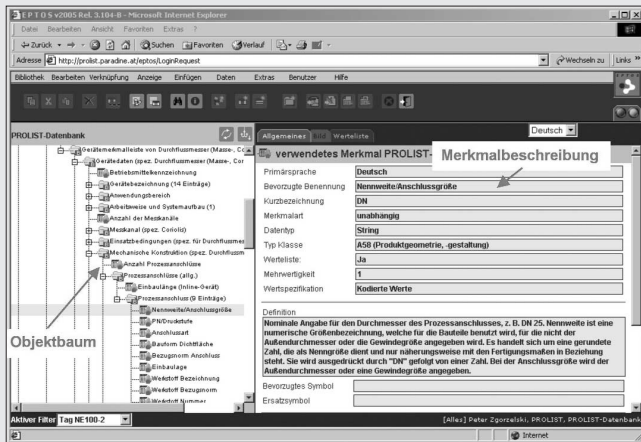 EPTOS v2005 Rel. 3.104-B - Microsoft Internet Explorer
Datei Bearbeiten Ansicht Favoriten Extras ?
Zurück Suchen Favoriten Verlauf
Adresse http://prolist.paradine.at/eptos/LoginRequest Wechseln zu Links »
Bibliothek Bearbeiten Verknüpfung Anzeige Einfügen Daten Extras Benutzer Hilfe
PROLIST-Datenbank
Gerätemerkmalleiste von Durchflussmesser (Masse-, Co
Gerätedaten (spez. Durchflussmesser (Masse-, Cor
Betriebsmittelkennzeichnung
Gerätebezeichnung (14 Einträge)
Anwendungsbereich
Arbeitsweise und Systemaufbau (1)
Anzahl der Messkanäle
Messkanal (spez. Coriolis)
Einsatzbedingungen (spez. für Durchflussmes
Mechanische Konstruktion (spez. Durchflussm
Anzahl Prozessanschlüsse
Prozessanschlüsse (allg.)
Einbaulänge (Inline-Gerät)
Prozessanschluss (9 Einträge)
Nennweite/Anschlussgröße
PN/Druckstufe
Anschlussart
Bauform Dichtfläche
Bezugsnorm Anschluss
Einbaulage
Werkstoff Bezeichnung
Werkstoff Bezugsnorm
Werkstoff Nummer
Objektbaum
Allgemeines Bild Werteliste
Deutsch
verwendetes Merkmal PROLIST-
Merkmalbeschreibung
Primärsprache Deutsch
Bevorzugte Benennung Nennweite/Anschlussgröße
Kurzbezeichnung DN
Merkmalart unabhängig
Datentyp String
Typ Klasse A58 (Produktgeometrie, -gestaltung)
Werteliste: Ja
Mehrwertigkeit 1
Wertspezifikation Kodierte Werte
Definition
Nominale Angabe für den Durchmesser des Prozessanschlusses, z. B. DN 25. Nennweite ist eine
numerische Größenbezeichnung, welche für die Bauteile benutzt wird, für die nicht der
Außendurchmesser oder die Gewindegröße angegeben wird. Es handelt sich um eine gerundete
Zahl, die als Nenngröße dient und nur näherungsweise mit den Fertigungsmaßen in Beziehung
steht. Sie wird ausgedrückt durch "DN" gefolgt von einer Zahl. Bei der Anschlussgröße wird der
Außendurchmesser oder eine Gewindegröße angegeben.
Bevorzugtes Symbol
Ersatzsymbol
Aktiver Filter Tag NE100-2
[Alles] Peter Zgorzelski, PROLIST, PROLIST-Datenbank
Internet